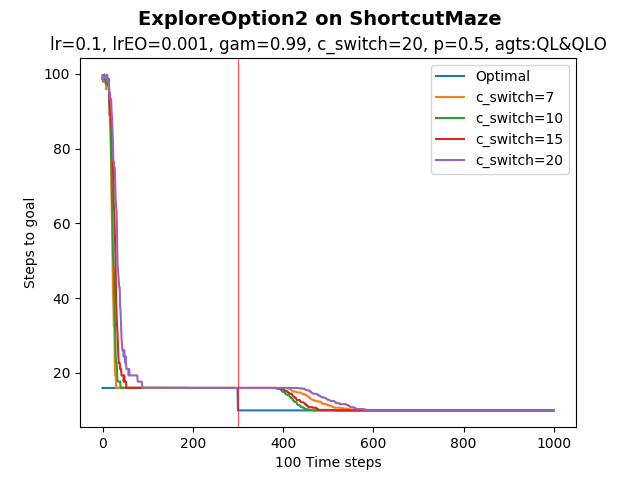 ExploreOption2 on ShortcutMaze
lr=0.1, lrEO=0.001, gam=0.99, c_switch=20, p=0.5, agts:QL&QLO
Optimal
c_switch=7
c_switch=10
c_switch=15
c_switch=20
Steps to goal
100
80
60
40
20
0
200
400
600
800
1000
100 Time steps